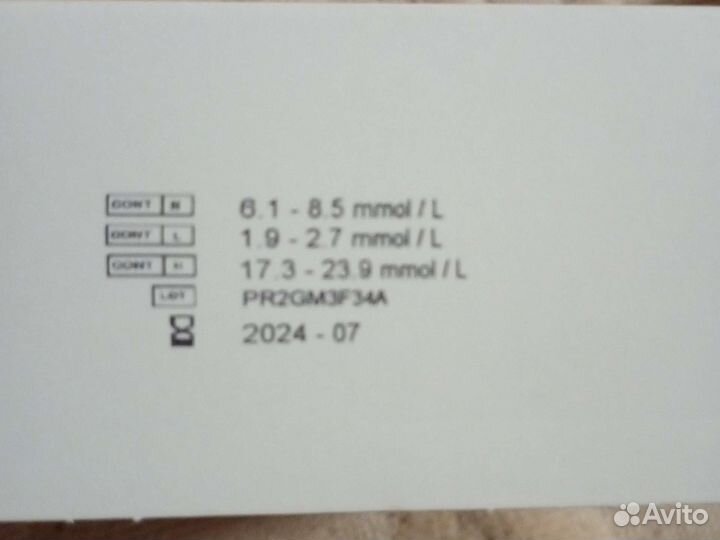 CONT N 6.1 - 8.5 mmol / L
CONT L 1.9 - 2.7 mmol / L
CONT H 17.3 - 23.9 mmol / L
LOT PR2GM3F34A
2024 - 07
Avito